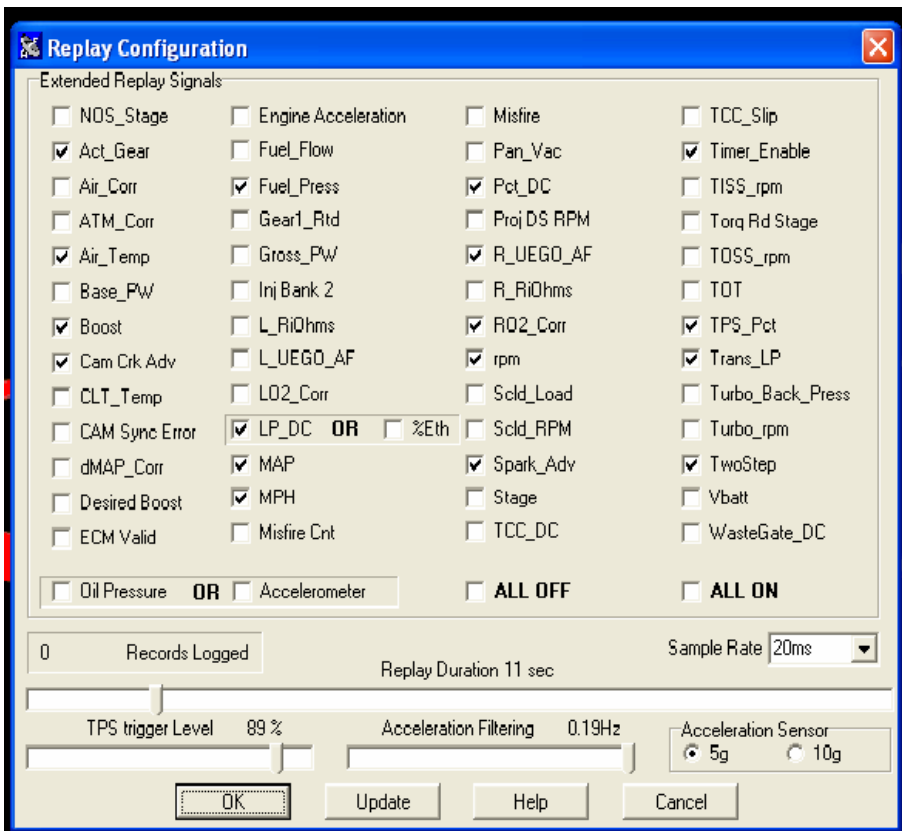 Replay Configuration
Extended Replay Signals
NOS_Stage Engine Acceleration Misfire TCC_Slip
Act_Gear Fuel_Flow Pan_Vac Timer_Enable
Air_Corr Fuel_Press Pct_DC TISS_rpm
ATM_Corr Gear1_Rtd Proj DS RPM Torq Rd Stage
Air_Temp Gross_PW R_UEGO_AF TOSS_rpm
Base_PW Inj Bank 2 R_RiOhms TOT
Boost L_RiOhms RO2_Corr TPS_Pct
Cam Crk Adv L_UEGO_AF rpm Trans_LP
CLT_Temp LO2_Corr Scld_Load Turbo_Back_Press
CAM Sync Error LP_DC OR %Eth Scld_RPM Turbo_rpm
dMAP_Corr MAP Spark_Adv TwoStep
Desired Boost MPH Stage Vbatt
ECM Valid Misfire Cnt TCC_DC WasteGate_DC
Oil Pressure OR Accelerometer ALL OFF ALL ON
0 Records Logged Sample Rate 20ms
Replay Duration 11 sec
TPS trigger Level 89 % Acceleration Filtering 0.19Hz Acceleration Sensor
5g 10g
OK Update Help Cancel